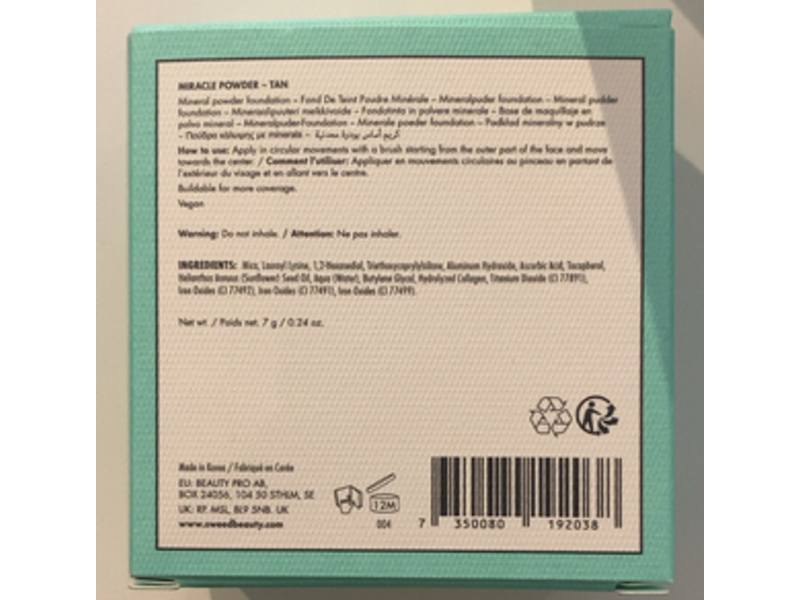 MIRACLE POWDER – TAN
Mineral powder foundation – Fond De Teint Poudre Minérale – Mineralpuder foundation – Mineral pudder
foundation – Mineraalipuuteri meikkivoide – Fondotinta in polvere minerale – Base de maquillaje en
polvo mineral – Mineralpuder-Foundation – Minerale poeder foundation – Podkład mineralny w pudrze
– Πούδρα κάλυψης με minerals – كريم أساس بودرة معدنية
How to use: Apply in circular movements with a brush starting from the outer part of the face and move
towards the center. / Comment l'utiliser: Appliquer en mouvements circulaires au pinceau en partant de
l'extérieur du visage et en allant vers le centre.
Buildable for more coverage.
Vegan
Warning: Do not inhale. / Attention: Ne pas inhaler.
INGREDIENTS: Mica, Lauroyl Lysine, 1,2-Hexanediol, Triethoxycaprylylsilane, Aluminum Hydroxide, Ascorbic Acid, Tocopherol,
Helianthus Annuus (Sunflower) Seed Oil, Aqua (Water), Butylene Glycol, Hydrolyzed Collagen, Titanium Dioxide (CI 77891),
Iron Oxides (CI 77492), Iron Oxides (CI 77491), Iron Oxides (CI 77499).
Net wt. / Poids net. 7 g / 0.24 oz.
Made in Korea / Fabriqué en Corée
EU: BEAUTY PRO AB,
BOX 24056, 104 50 STHLM, SE
UK: RP. MSL, BL9 5NB. UK
www.sweedbeauty.com
12M
004
7 350080 192038